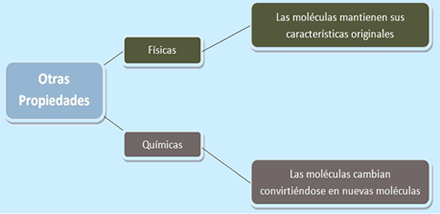 Otras
Propiedades
Físicas
Las moléculas mantienen sus
características originales
Químicas
Las moléculas cambian
convirtiéndose en nuevas moléculas